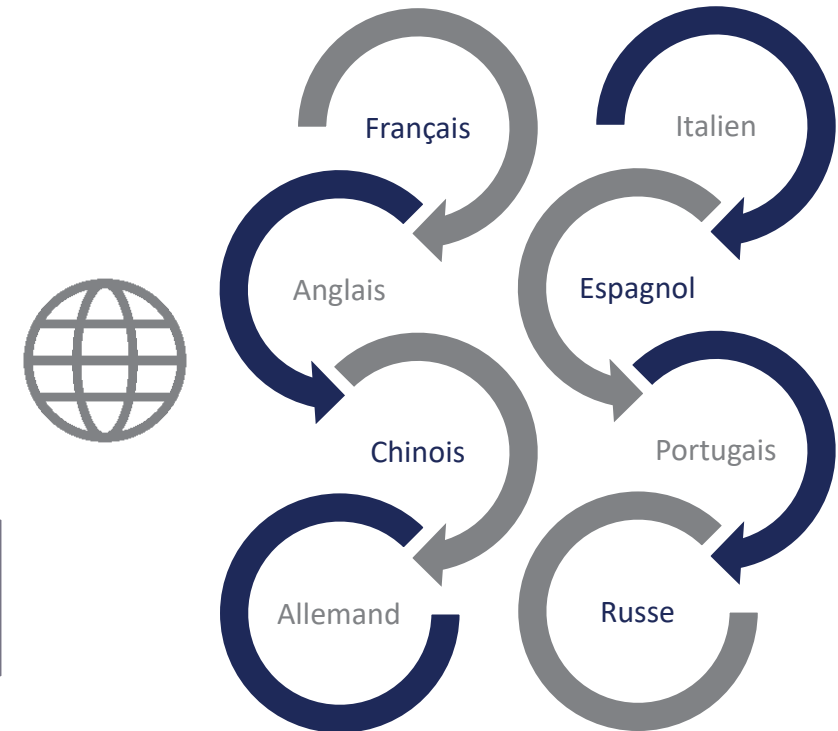 Français
Anglais
Chinois
Allemand
Italien
Espagnol
Portugais
Russe